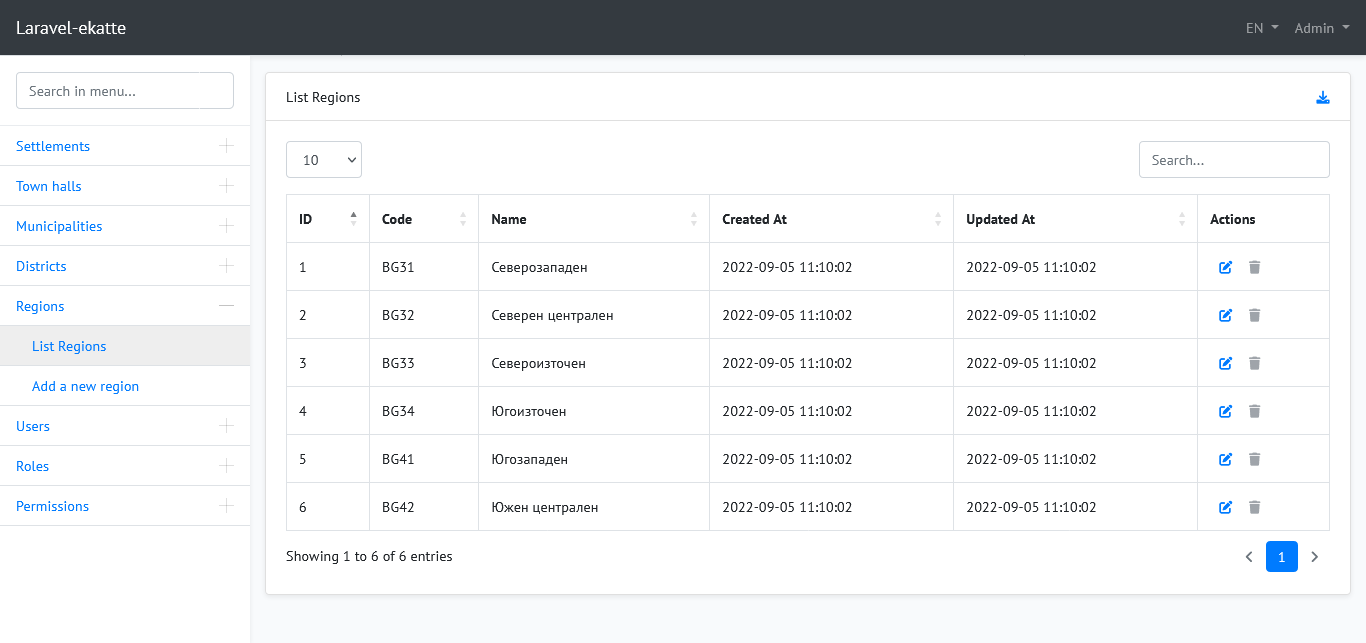 Laravel-ekatte EN Admin
Search in menu...
Settlements
Town halls
Municipalities
Districts
Regions
List Regions
Add a new region
Users
Roles
Permissions
List Regions
10 Search...
ID Code Name Created At Updated At Actions
1 BG31 Северозападен 2022-09-05 11:10:02 2022-09-05 11:10:02
2 BG32 Северен централен 2022-09-05 11:10:02 2022-09-05 11:10:02
3 BG33 Североизточен 2022-09-05 11:10:02 2022-09-05 11:10:02
4 BG34 Югоизточен 2022-09-05 11:10:02 2022-09-05 11:10:02
5 BG41 Югозападен 2022-09-05 11:10:02 2022-09-05 11:10:02
6 BG42 Южен централен 2022-09-05 11:10:02 2022-09-05 11:10:02
Showing 1 to 6 of 6 entries 1